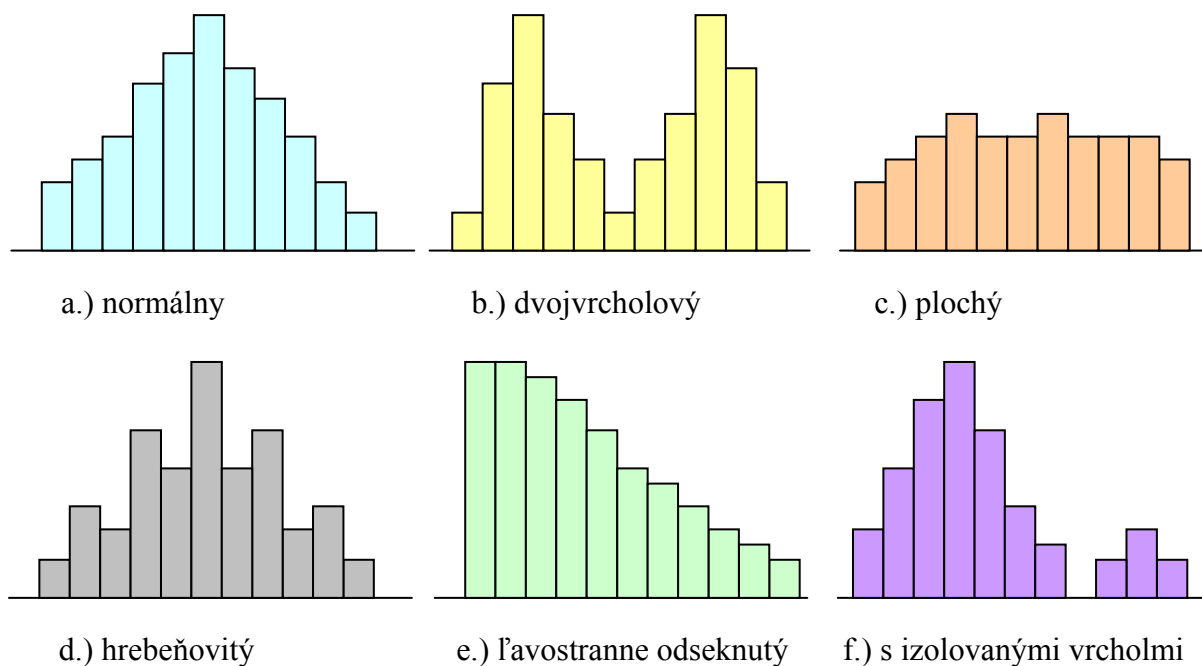 a.) normálny
b.) dvojvrcholový
c.) plochý
d.) hrebeňovitý
e.) ľavostranne odseknutý
f.) s izolovanými vrcholmi